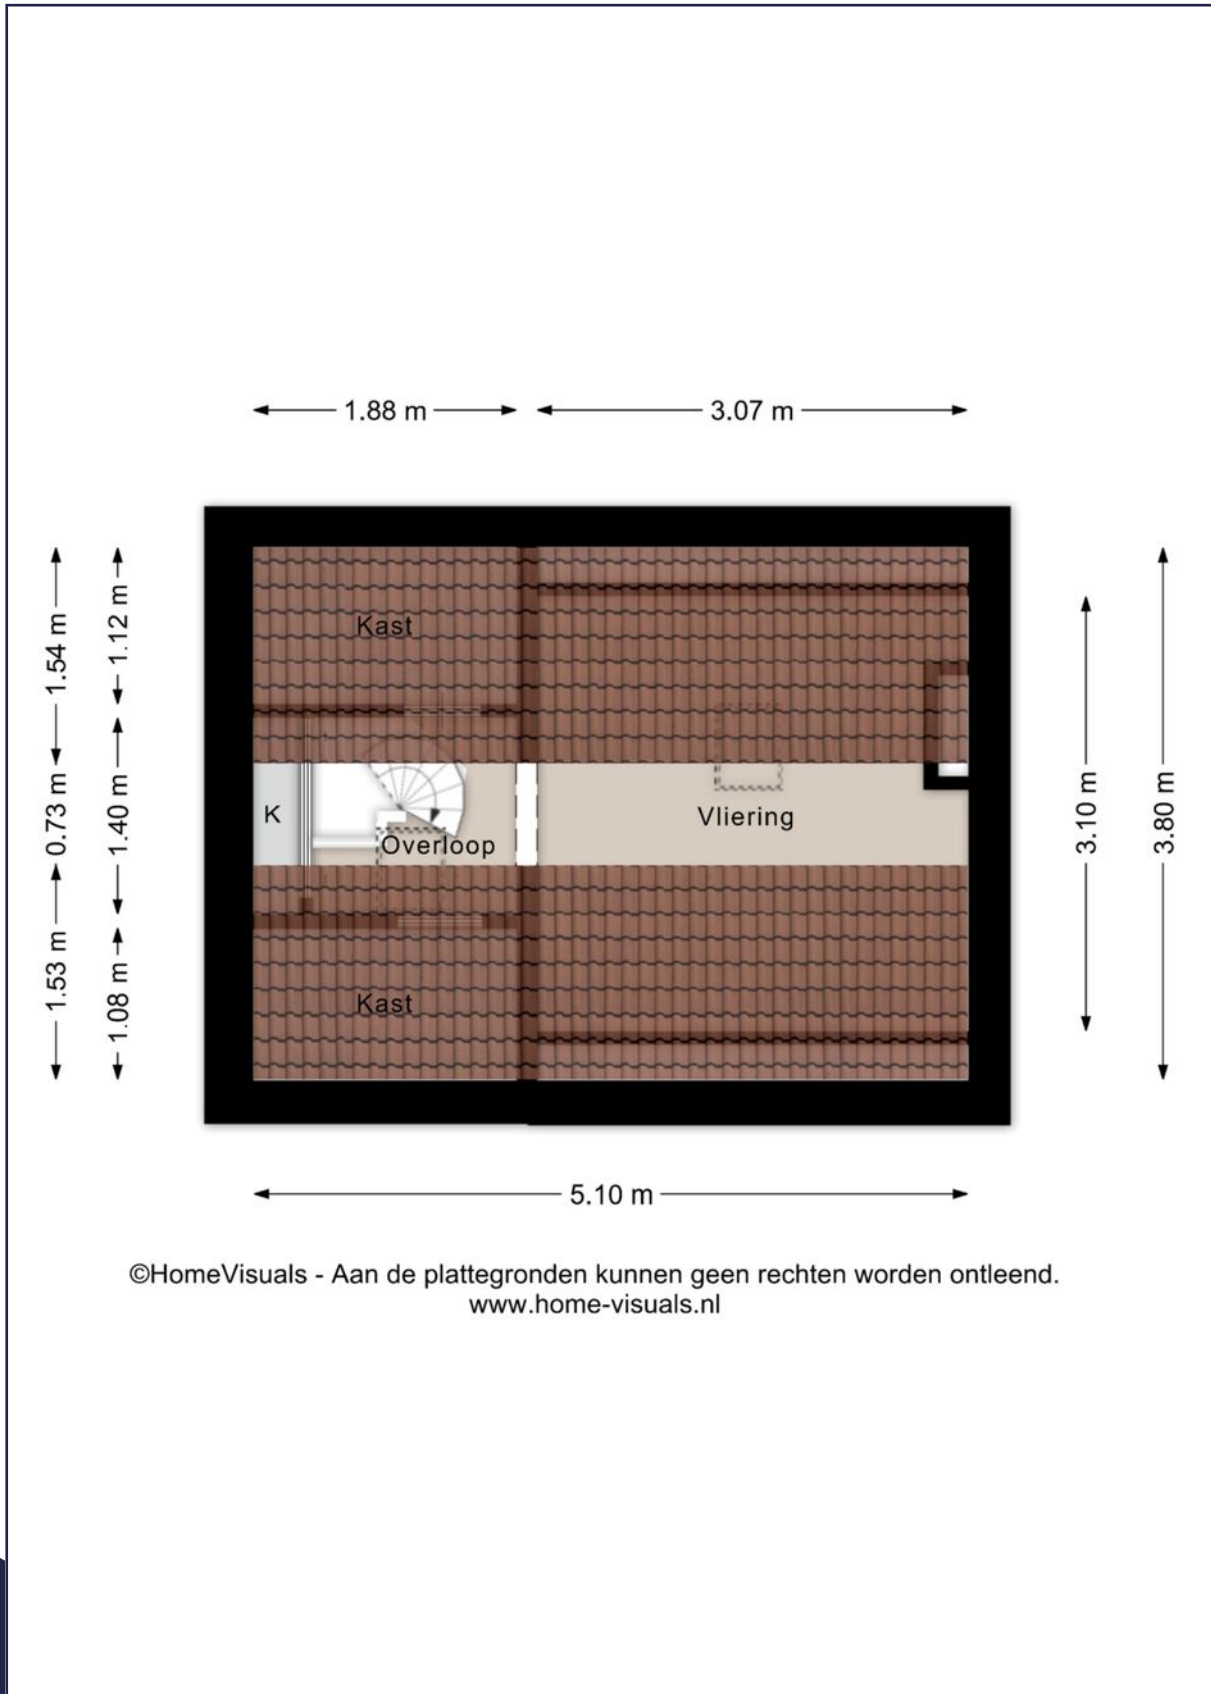 1.88 m
3.07 m
1.54 m
0.73 m
1.53 m
1.12 m
1.40 m
1.08 m
Kast
K
Overloop
Vliering
Kast
3.10 m
3.80 m
5.10 m
©HomeVisuals - Aan de plattegronden kunnen geen rechten worden ontleend.
www.home-visuals.nl